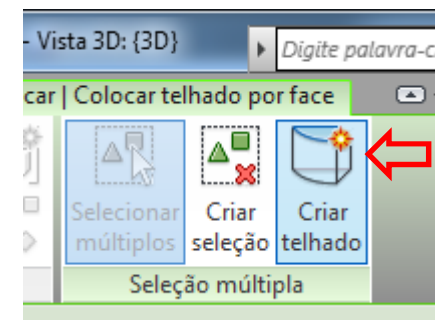 - Vista 3D: {3D}
Digite palavra-c
car | Colocar telhado por face
Selecionar
múltiplos
Criar
seleção
Criar
telhado
Seleção múltipla